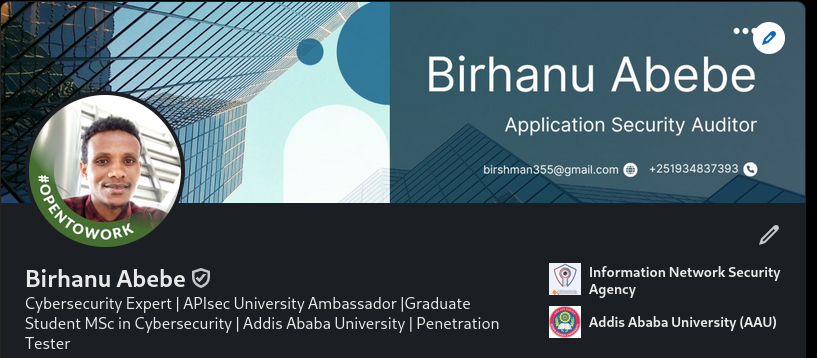 Birhanu Abebe
Application Security Auditor
birshman355@gmail.com +251934837393
#OPENTOWORK
Birhanu Abebe
Cybersecurity Expert | APIsec University Ambassador |Graduate
Student MSc in Cybersecurity | Addis Ababa University | Penetration
Tester
Information Network Security
Agency
Addis Ababa University (AAU)